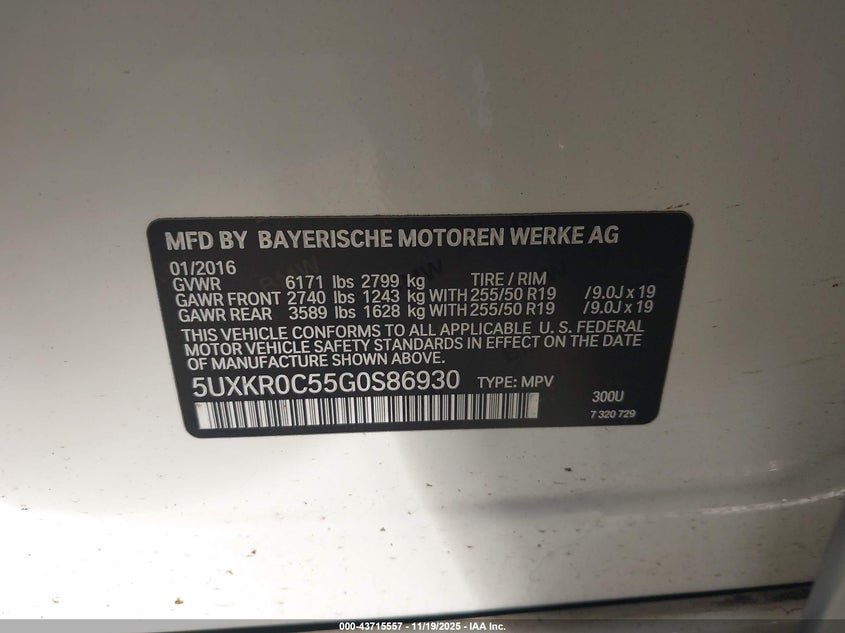 MFD BY BAYERISCHE MOTOREN WERKE AG
01/2016
GVWR 6171 lbs 2799 kg TIRE / RIM
GAWR FRONT 2740 lbs 1243 kg WITH 255/50 R19 / 9.0J x 19
GAWR REAR 3589 lbs 1628 kg WITH 255/50 R19 / 9.0J x 19
THIS VEHICLE CONFORMS TO ALL APPLICABLE U. S. FEDERAL
MOTOR VEHICLE SAFETY STANDARDS IN EFFECT ON THE DATE
OF MANUFACTURE SHOWN ABOVE.
5UXKR0C55G0S86930 TYPE: MPV
300U
7 320 729
000-43715557 - 11/19/2025 - IAA Inc.